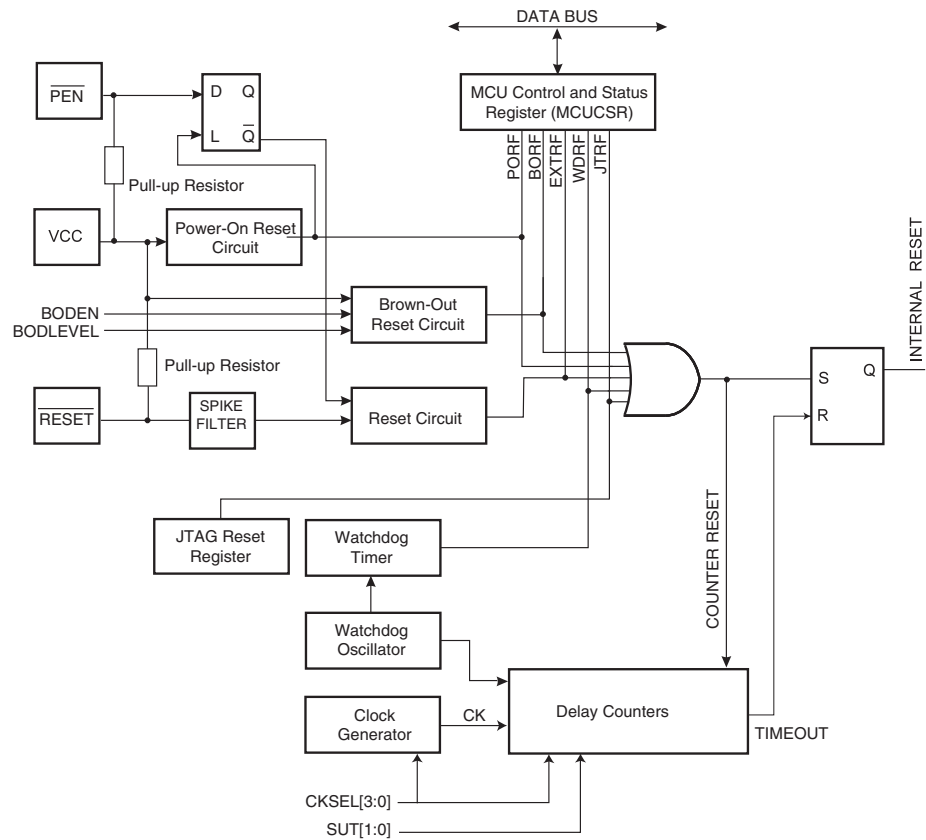 DATA BUS
PEN
D Q
L Q
MCU Control and Status
Register (MCUCSR)
PORF
BORF
EXTRF
WDRF
JTRF
Pull-up Resistor
VCC
Power-On Reset
Circuit
BODEN
BODLEVEL
Brown-Out
Reset Circuit
Pull-up Resistor
RESET
SPIKE
FILTER
Reset Circuit
S
Q
R
INTERNAL RESET
JTAG Reset
Register
Watchdog
Timer
COUNTER RESET
Watchdog
Oscillator
Clock
Generator
CK
Delay Counters
TIMEOUT
CKSEL[3:0]
SUT[1:0]